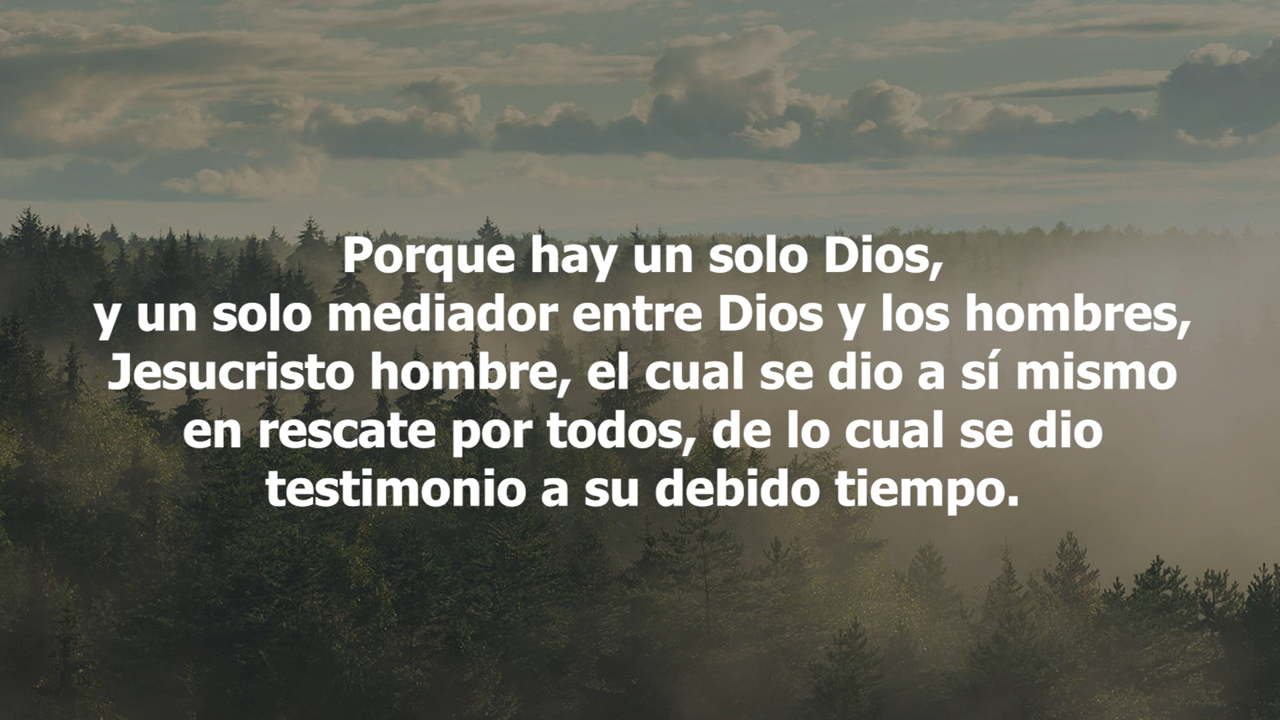 Porque hay un solo Dios,
y un solo mediador entre Dios y los hombres,
Jesucristo hombre, el cual se dio a sí mismo
en rescate por todos, de lo cual se dio
testimonio a su debido tiempo.